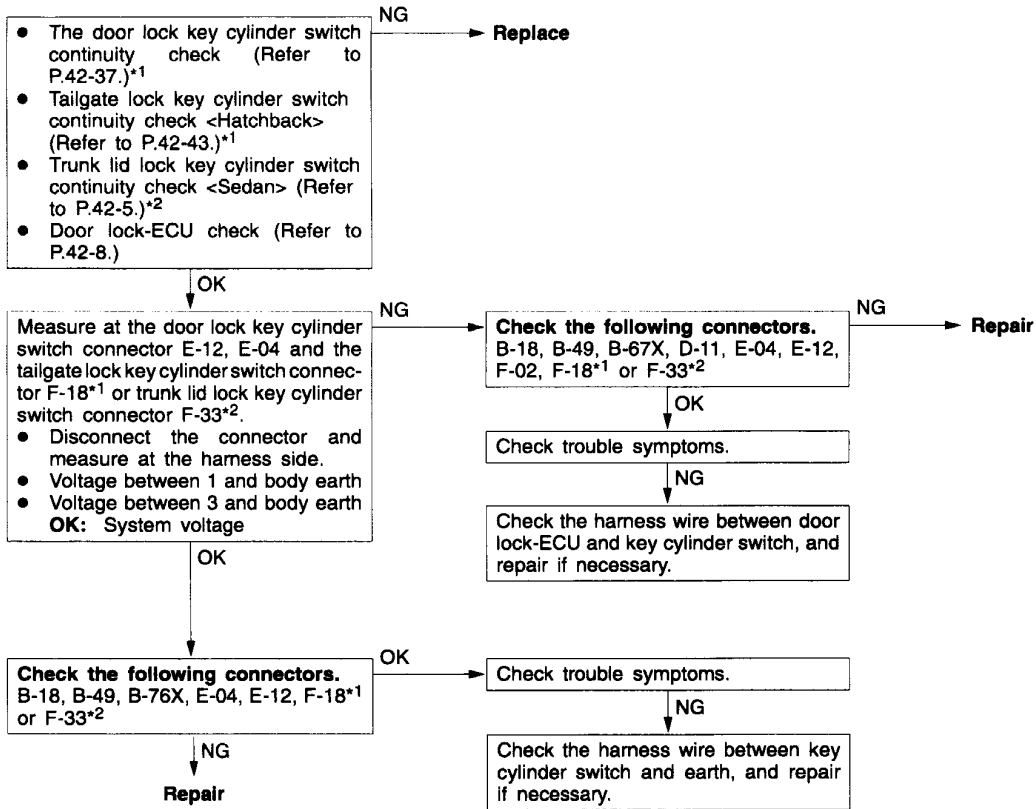 NG
● The door lock key cylinder switch
continuity check (Refer to
P.42-37.)*1
● Tailgate lock key cylinder switch
continuity check <Hatchback>
(Refer to P.42-43.)*1
● Trunk lid lock key cylinder switch
continuity check <Sedan> (Refer
to P.42-5.)*2
● Door lock-ECU check (Refer to
P.42-8.)
Replace
OK
Measure at the door lock key cylinder
switch connector E-12, E-04 and the
tailgate lock key cylinder switch connec-
tor F-18*1 or trunk lid lock key cylinder
switch connector F-33*2.
● Disconnect the connector and
measure at the harness side.
● Voltage between 1 and body earth
● Voltage between 3 and body earth
OK: System voltage
NG
Check the following connectors.
B-18, B-49, B-67X, D-11, E-04, E-12,
F-02, F-18*1 or F-33*2
NG
Repair
OK
Check trouble symptoms.
NG
Check the harness wire between door
lock-ECU and key cylinder switch, and
repair if necessary.
OK
Check the following connectors.
B-18, B-49, B-76X, E-04, E-12, F-18*1
or F-33*2
OK
Check trouble symptoms.
NG
Check the harness wire between key
cylinder switch and earth, and repair
if necessary.
NG
Repair